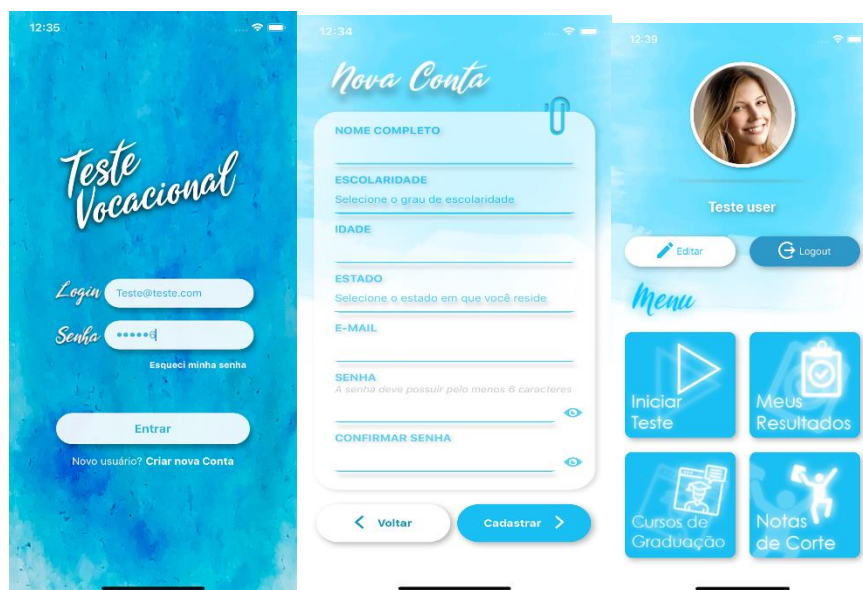 12:35
Teste
Vocacional
Login
Teste@teste.com
Senha
•••••6
Esqueci minha senha
Entrar
Novo usuário? Criar nova Conta
12:34
Nova Conta
NOME COMPLETO
ESCOLARIDADE
Selecione o grau de escolaridade
IDADE
ESTADO
Selecione o estado em que você reside
E-MAIL
SENHA
A senha deve possuir pelo menos 6 caracteres
CONFIRMAR SENHA
Voltar
Cadastrar
12:39
Teste user
Editar
Logout
Menu
Iniciar
Teste
Meus
Resultados
Cursos de
Graduação
Notas
de Corte